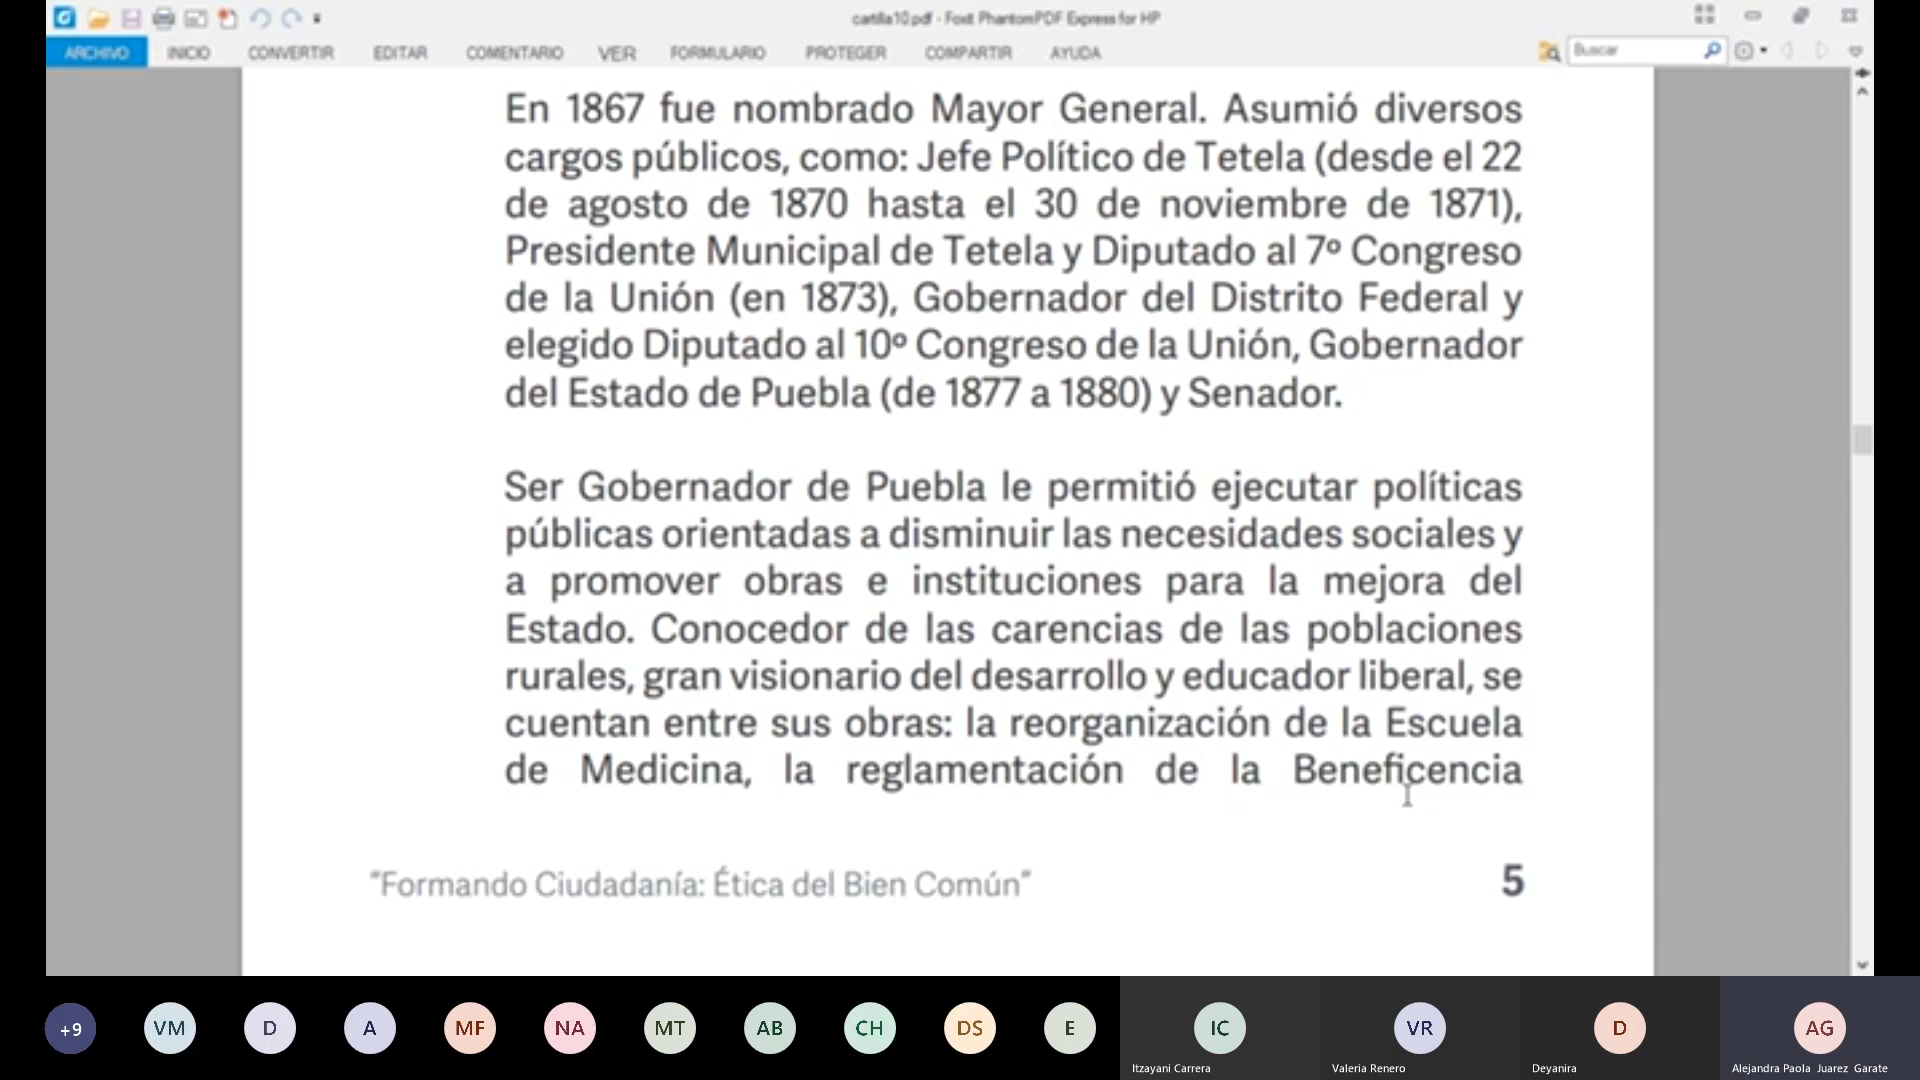 cartilla10.pdf - Foxit PhantomPDF Express for HP
ARCHIVO INICIO CONVERTIR EDITAR COMENTARIO VER FORMULARIO PROTEGER COMPARTIR AYUDA Buscar
En 1867 fue nombrado Mayor General. Asumió diversos
cargos públicos, como: Jefe Político de Tetela (desde el 22
de agosto de 1870 hasta el 30 de noviembre de 1871),
Presidente Municipal de Tetela y Diputado al 7º Congreso
de la Unión (en 1873), Gobernador del Distrito Federal y
elegido Diputado al 10º Congreso de la Unión, Gobernador
del Estado de Puebla (de 1877 a 1880) y Senador.
Ser Gobernador de Puebla le permitió ejecutar políticas
públicas orientadas a disminuir las necesidades sociales y
a promover obras e instituciones para la mejora del
Estado. Conocedor de las carencias de las poblaciones
rurales, gran visionario del desarrollo y educador liberal, se
cuentan entre sus obras: la reorganización de la Escuela
de Medicina, la reglamentación de la Beneficencia
“Formando Ciudadanía: Ética del Bien Común” 5
+9 VM D A MF NA MT AB CH DS E IC VR D AG
Itzayani Carrera Valeria Renero Deyanira Alejandra Paola Juarez Garate